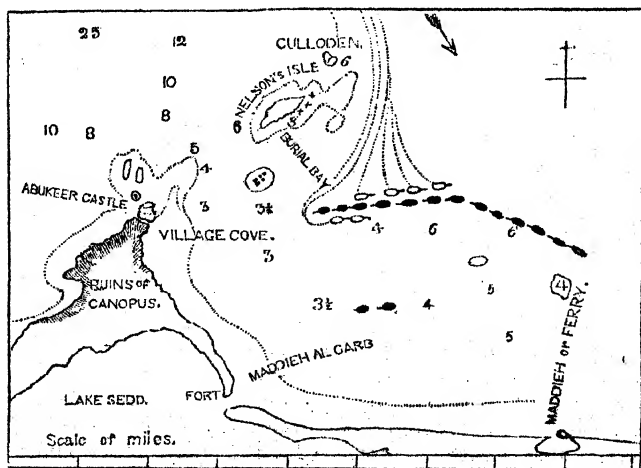 25
12
CULLODEN.
6
10
NELSON'S ISLE
8
10
8
6
5
5
BURIAL BAY
4
ABUKEER CASTLE
3
3½
4
6
6
VILLAGE COVE.
3
RUINS OF
CANOPUS.
5
4
3½
4
5
MADDIEH AL GARB
MADDIEH or FERRY.
LAKE SEDD.
FORT
Scale of miles.